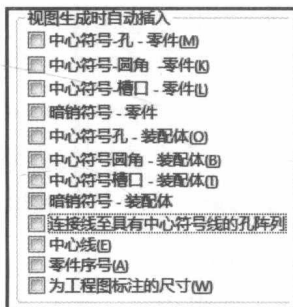 视图生成时自动插入
中心符号-孔 - 零件(M)
中心符号-圆角 -零件(K)
中心符号-槽口 - 零件(L)
暗销符号 - 零件
中心符号孔 - 装配体(O)
中心符号圆角 - 装配体(B)
中心符号槽口 - 装配体(T)
暗销符号 - 装配体
连接线至具有中心符号线的孔阵列
中心线(E)
零件序号(A)
为工程图标注的尺寸(W)